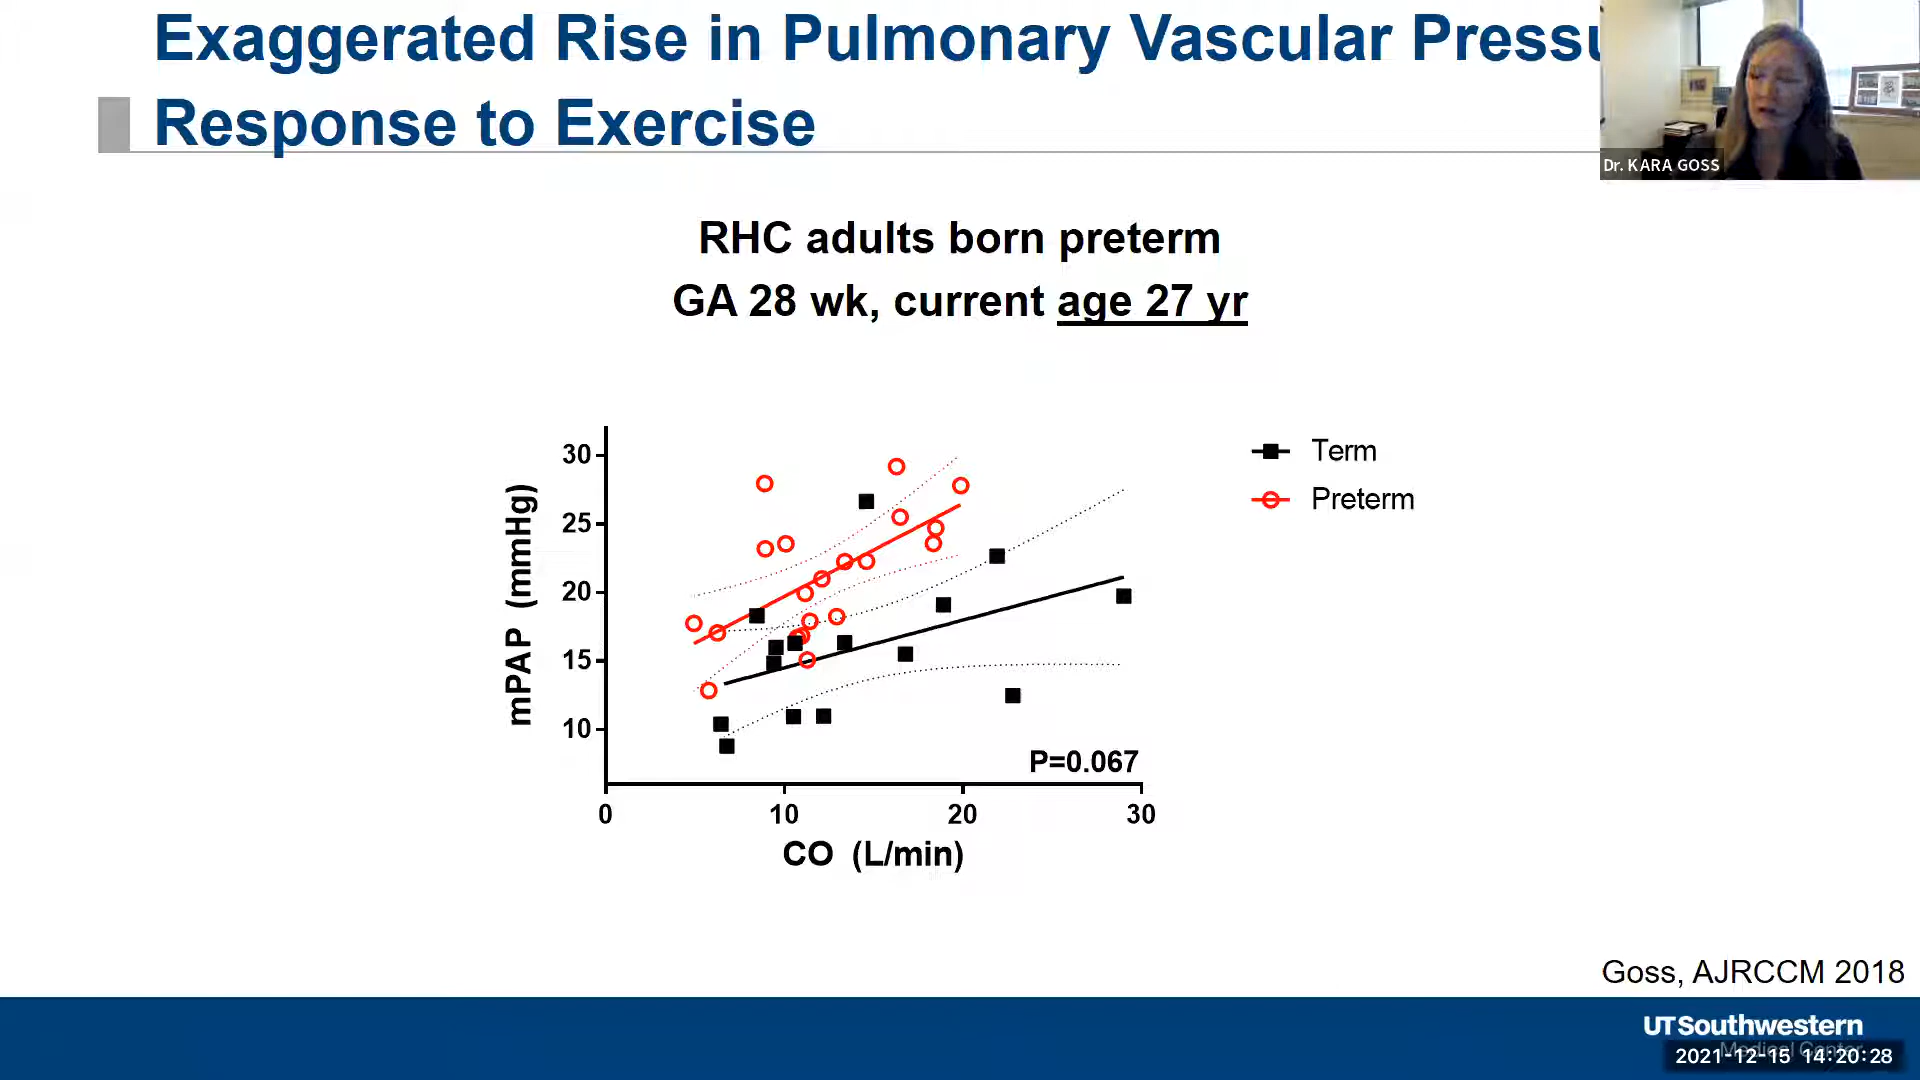 Exaggerated Rise in Pulmonary Vascular
Response to Exercise
Dr. KARA GOSS
RHC adults born preterm
GA 28 wk, current age 27 yr
30
25
20
15
10
mPAP (mmHg)
Term
Preterm
P=0.067
0 10 20 30
CO (L/min)
Goss, AJRCCM 2018
UTSouthwestern
Medical Center
2021-12-15 14:20:28